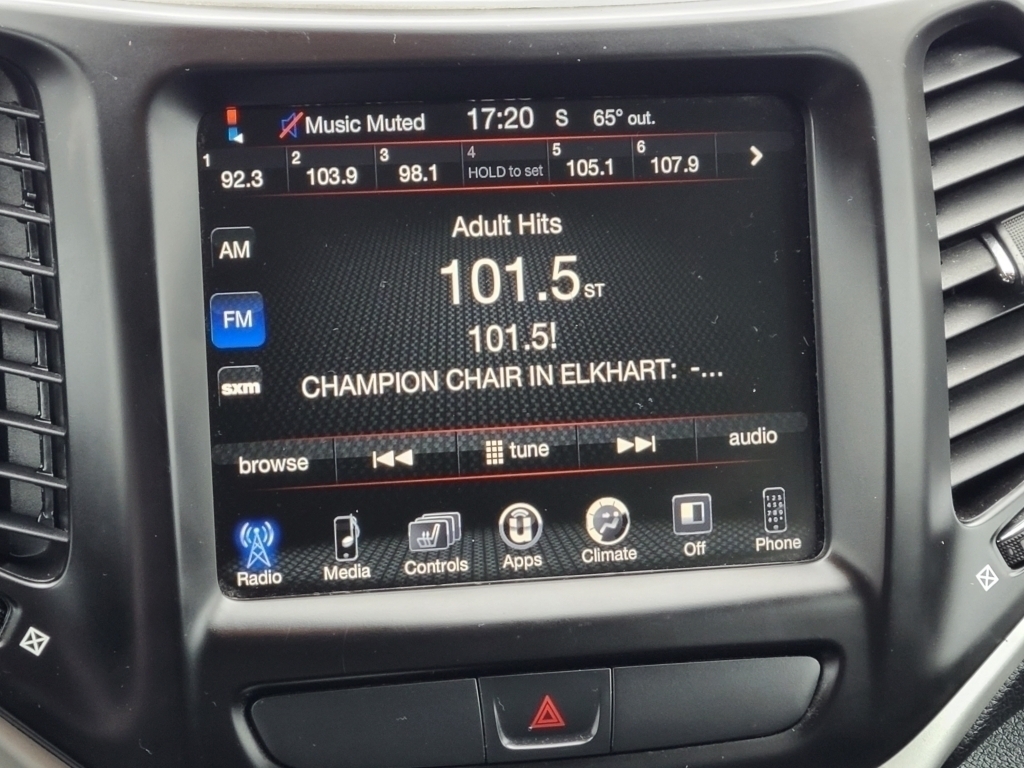 Music Muted 17:20 S 65° out.
1 92.3 2 103.9 3 98.1 4 HOLD to set 5 105.1 6 107.9
Adult Hits
AM
101.5 ST
FM
101.5!
sxm
CHAMPION CHAIR IN ELKHART: -...
browse tune audio
Radio Media Controls Apps Climate Off Phone